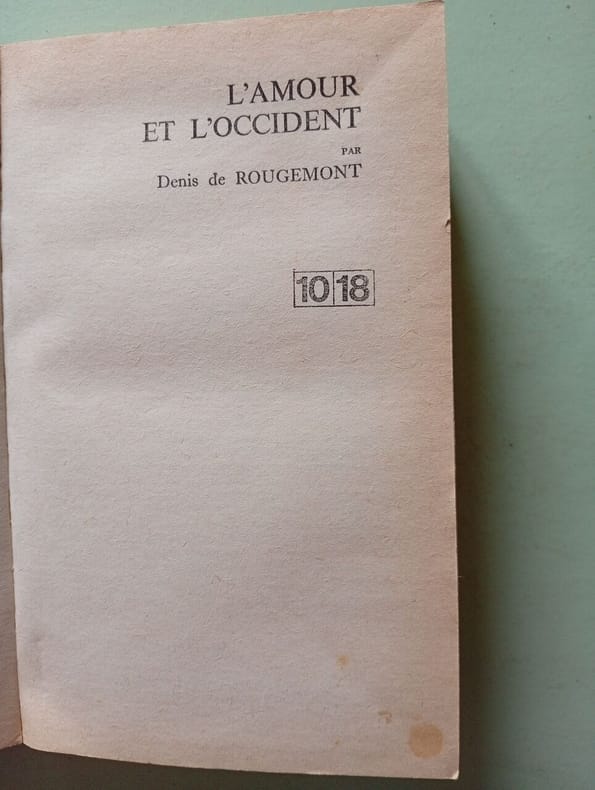 L'AMOUR
ET L'OCCIDENT
PAR
Denis de ROUGEMONT
10 18